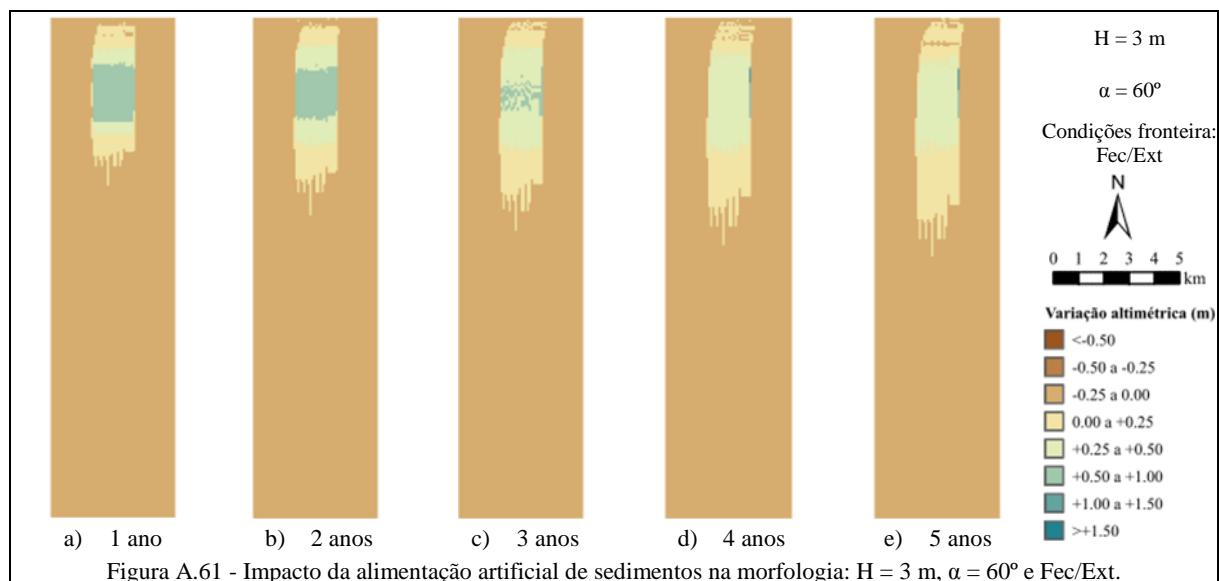 H = 3 m
α = 60º
Condições fronteira:
Fec/Ext
N
0 1 2 3 4 5
km
Variação altimétrica (m)
<-0.50
-0.50 a -0.25
-0.25 a 0.00
0.00 a +0.25
+0.25 a +0.50
+0.50 a +1.00
+1.00 a +1.50
>+1.50
a) 1 ano
b) 2 anos
c) 3 anos
d) 4 anos
e) 5 anos
Figura A.61 - Impacto da alimentação artificial de sedimentos na morfologia: H = 3 m, α = 60º e Fec/Ext.